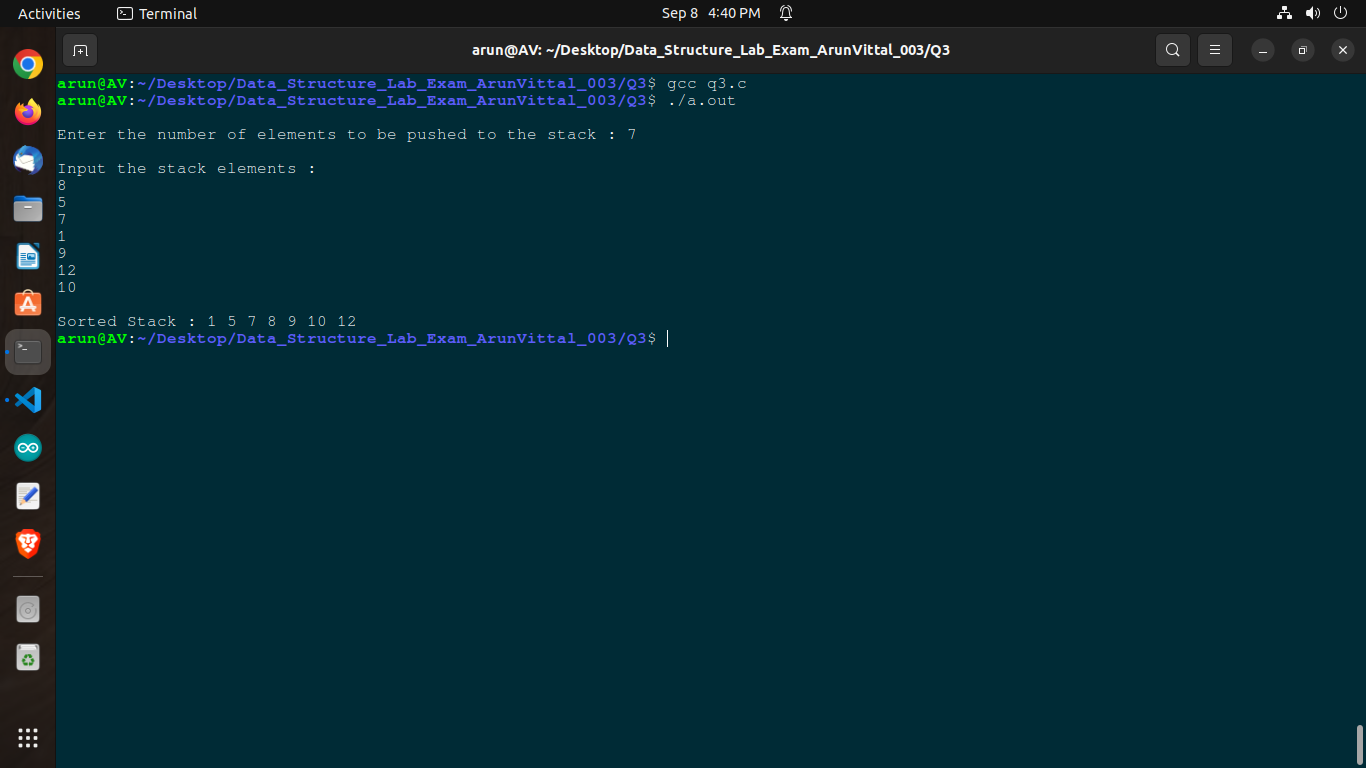 Activities Terminal Sep 8 4:40 PM
arun@AV: ~/Desktop/Data_Structure_Lab_Exam_ArunVittal_003/Q3
arun@AV:~/Desktop/Data_Structure_Lab_Exam_ArunVittal_003/Q3$ gcc q3.c
arun@AV:~/Desktop/Data_Structure_Lab_Exam_ArunVittal_003/Q3$ ./a.out
Enter the number of elements to be pushed to the stack : 7
Input the stack elements :
8
5
7
1
9
12
10
Sorted Stack : 1 5 7 8 9 10 12
arun@AV:~/Desktop/Data_Structure_Lab_Exam_ArunVittal_003/Q3$